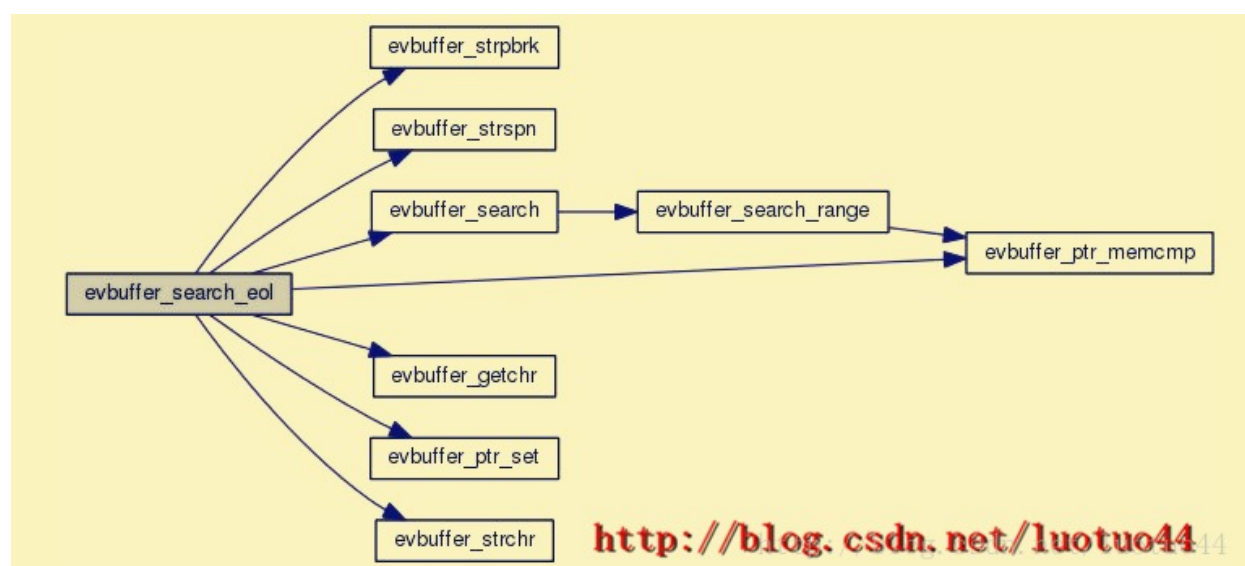 evbuffer_strpbrk
evbuffer_strspn
evbuffer_search
evbuffer_search_range
evbuffer_ptr_memcmp
evbuffer_search_eol
evbuffer_getchr
evbuffer_ptr_set
evbuffer_strchr
http://blog.csdn.net/luotuo44